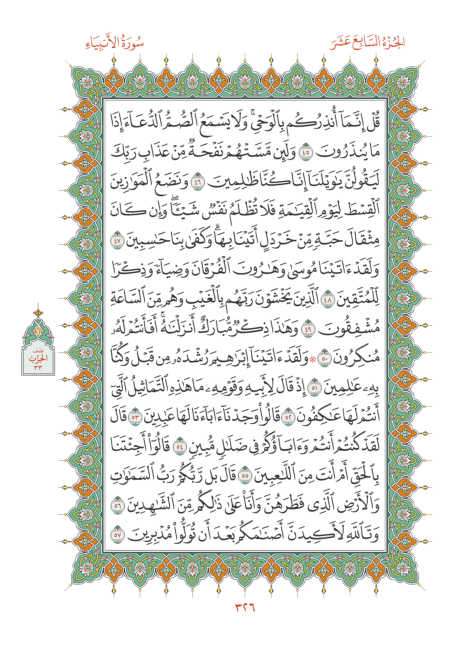 الجُزْءُ السَّابِعَ عَشَرَ
سُورَةُ الأَنبِيَاءِ
قُلْ إِنَّمَآ أُنذِرُكُم بِٱلْوَحْىِ ۚ وَلَا يَسْمَعُ ٱلصُّمُّ ٱلدُّعَآءَ إِذَا
مَا يُنذَرُونَ ٤٥ وَلَئِن مَّسَّتْهُمْ نَفْحَةٌ مِّنْ عَذَابِ رَبِّكَ
لَيَقُولُنَّ يَٰوَيْلَنَآ إِنَّا كُنَّا ظَٰلِمِينَ ٤٦ وَنَضَعُ ٱلْمَوَٰزِينَ
ٱلْقِسْطَ لِيَوْمِ ٱلْقِيَٰمَةِ فَلَا تُظْلَمُ نَفْسٌ شَيْـًٔا ۖ وَإِن كَانَ
مِثْقَالَ حَبَّةٍ مِّنْ خَرْدَلٍ أَتَيْنَا بِهَا ۗ وَكَفَىٰ بِنَا حَٰسِبِينَ ٤٧
وَلَقَدْ ءَاتَيْنَا مُوسَىٰ وَهَٰرُونَ ٱلْفُرْقَانَ وَضِيَآءً وَذِكْرًا
لِّلْمُتَّقِينَ ٤٨ ٱلَّذِينَ يَخْشَوْنَ رَبَّهُم بِٱلْغَيْبِ وَهُم مِّنَ ٱلسَّاعَةِ
مُشْفِقُونَ ٤٩ وَهَٰذَا ذِكْرٌ مُّبَارَكٌ أَنزَلْنَٰهُ ۚ أَفَأَنتُمْ لَهُۥ
مُنكِرُونَ ٥٠ ۞ وَلَقَدْ ءَاتَيْنَآ إِبْرَٰهِيمَ رُشْدَهُۥ مِن قَبْلُ وَكُنَّا
بِهِۦ عَٰلِمِينَ ٥١ إِذْ قَالَ لِأَبِيهِ وَقَوْمِهِۦ مَا هَٰذِهِ ٱلتَّمَاثِيلُ ٱلَّتِىٓ
أَنتُمْ لَهَا عَٰكِفُونَ ٥٢ قَالُوا۟ وَجَدْنَآ ءَابَآءَنَا لَهَا عَٰبِدِينَ ٥٣ قَالَ
لَقَدْ كُنتُمْ أَنتُمْ وَءَابَآؤُكُمْ فِى ضَلَٰلٍ مُّبِينٍ ٥٤ قَالُوٓا۟ أَجِئْتَنَا
بِٱلْحَقِّ أَمْ أَنتَ مِنَ ٱللَّٰعِبِينَ ٥٥ قَالَ بَل رَّبُّكُمْ رَبُّ ٱلسَّمَٰوَٰتِ
وَٱلْأَرْضِ ٱلَّذِى فَطَرَهُنَّ وَأَنَا۠ عَلَىٰ ذَٰلِكُم مِّنَ ٱلشَّٰهِدِينَ ٥٦
وَتَٱللَّهِ لَأَكِيدَنَّ أَصْنَٰمَكُم بَعْدَ أَن تُوَلُّوا۟ مُدْبِرِينَ ٥٧
الحِزْب
٣٣
٣٢٦